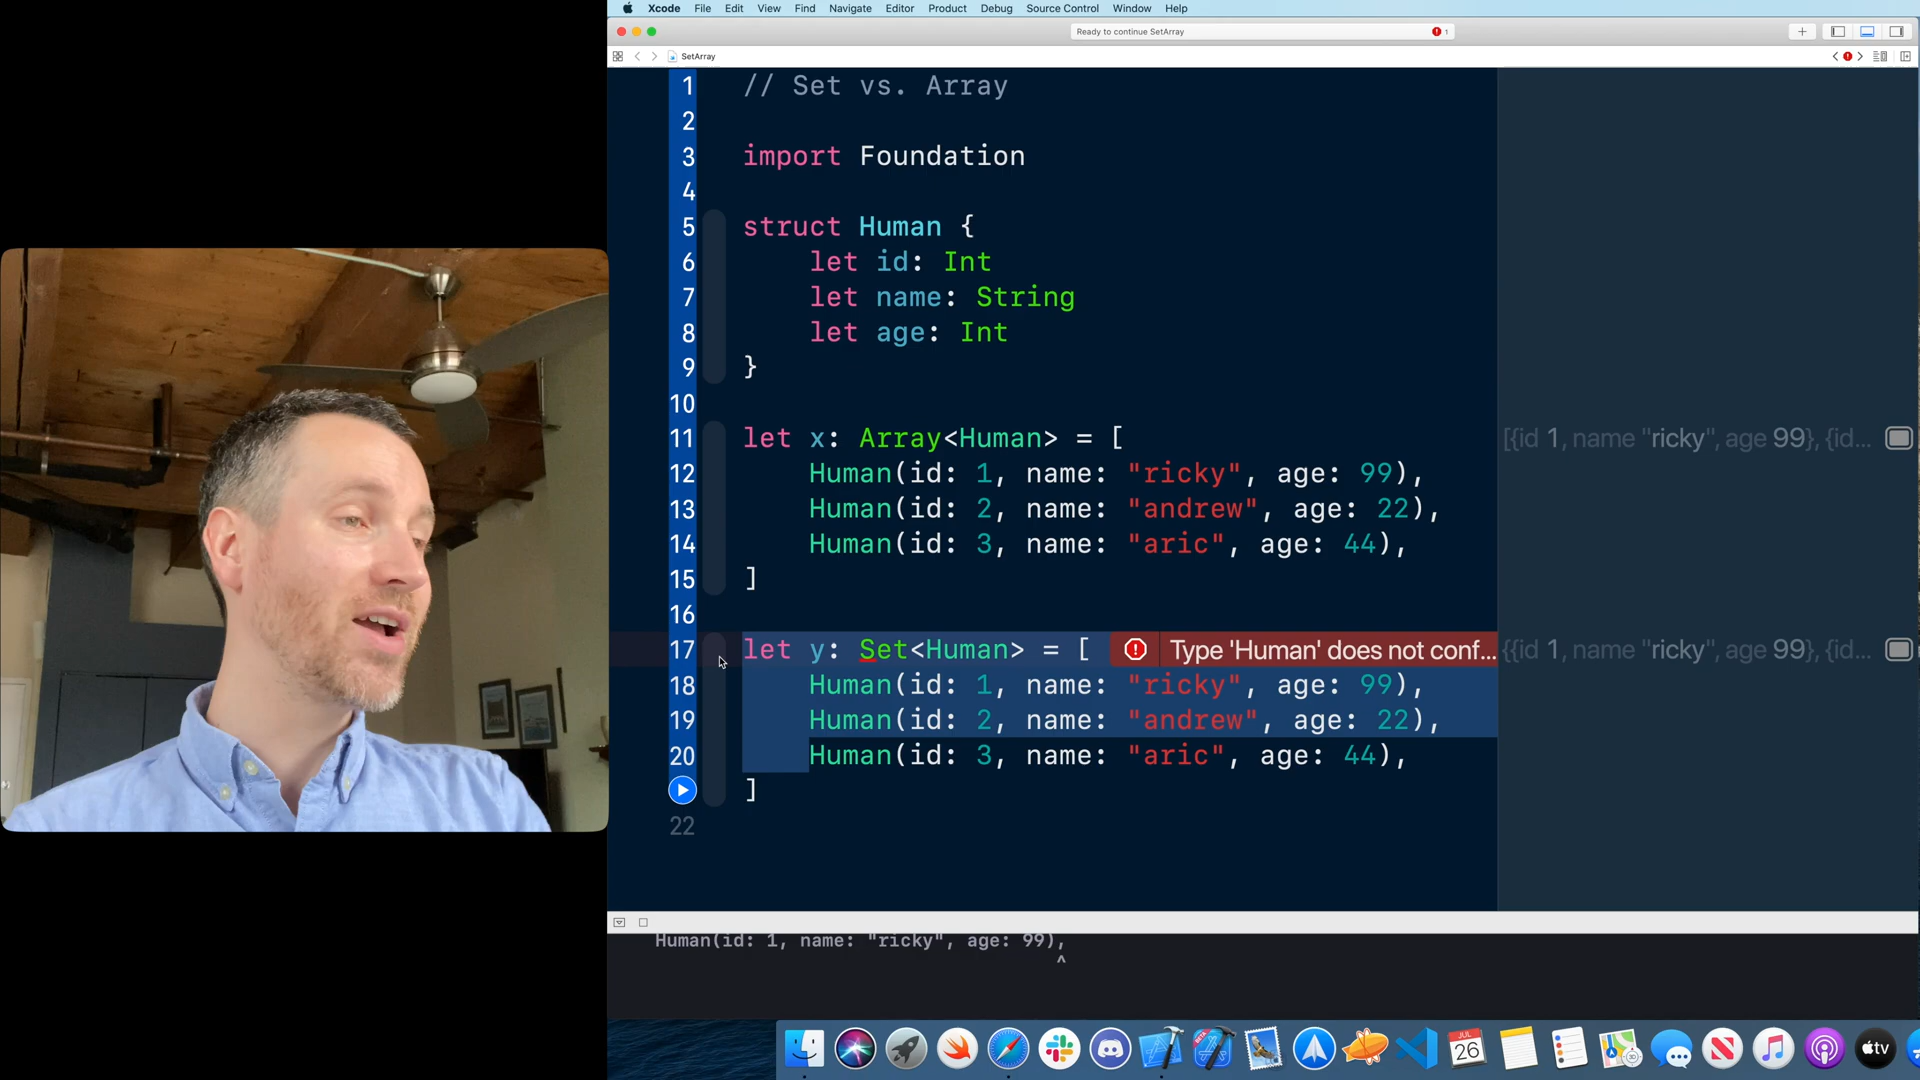 Xcode File Edit View Find Navigate Editor Product Debug Source Control Window Help
Ready to continue SetArray 1
SetArray
1 // Set vs. Array
2
3 import Foundation
4
5 struct Human {
6 let id: Int
7 let name: String
8 let age: Int
9 }
10
11 let x: Array<Human> = [ [{id 1, name "ricky", age 99}, {id...
12 Human(id: 1, name: "ricky", age: 99),
13 Human(id: 2, name: "andrew", age: 22),
14 Human(id: 3, name: "aric", age: 44),
15 ]
16
17 let y: Set<Human> = [ Type 'Human' does not conf... {{id 1, name "ricky", age 99}, {id...
18 Human(id: 1, name: "ricky", age: 99),
19 Human(id: 2, name: "andrew", age: 22),
20 Human(id: 3, name: "aric", age: 44),
]
22
Human(id: 1, name: "ricky", age: 99),
^
BETA
JUL
26
3D
tv